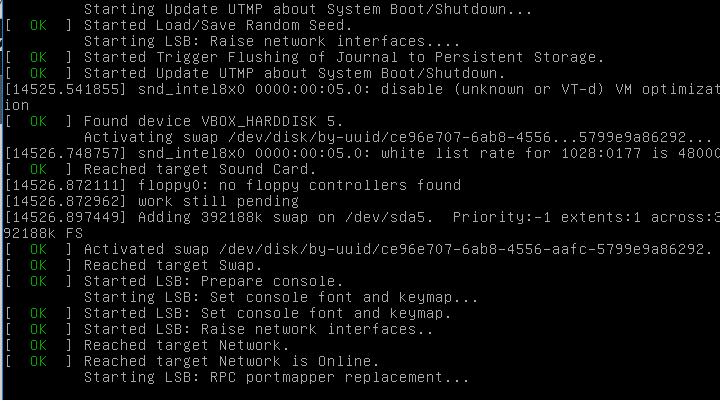 Starting Update UTMP about System Boot/Shutdown...
[  OK  ] Started Load/Save Random Seed.
         Starting LSB: Raise network interfaces....
[  OK  ] Started Trigger Flushing of Journal to Persistent Storage.
[  OK  ] Started Update UTMP about System Boot/Shutdown.
[14525.541855] snd_intel8x0 0000:00:05.0: disable (unknown or VT-d) VM optimizat
ion
[  OK  ] Found device VBOX_HARDDISK 5.
         Activating swap /dev/disk/by-uuid/ce96e707-6ab8-4556...5799e9a86292...
[14526.748757] snd_intel8x0 0000:00:05.0: white list rate for 1028:0177 is 48000
[  OK  ] Reached target Sound Card.
[14526.872111] floppy0: no floppy controllers found
[14526.872962] work still pending
[14526.897449] Adding 392188k swap on /dev/sda5.  Priority:-1 extents:1 across:3
92188k FS
[  OK  ] Activated swap /dev/disk/by-uuid/ce96e707-6ab8-4556-aafc-5799e9a86292.
[  OK  ] Reached target Swap.
[  OK  ] Started LSB: Prepare console.
         Starting LSB: Set console font and keymap...
[  OK  ] Started LSB: Set console font and keymap.
[  OK  ] Started LSB: Raise network interfaces..
[  OK  ] Reached target Network.
[  OK  ] Reached target Network is Online.
         Starting LSB: RPC portmapper replacement...